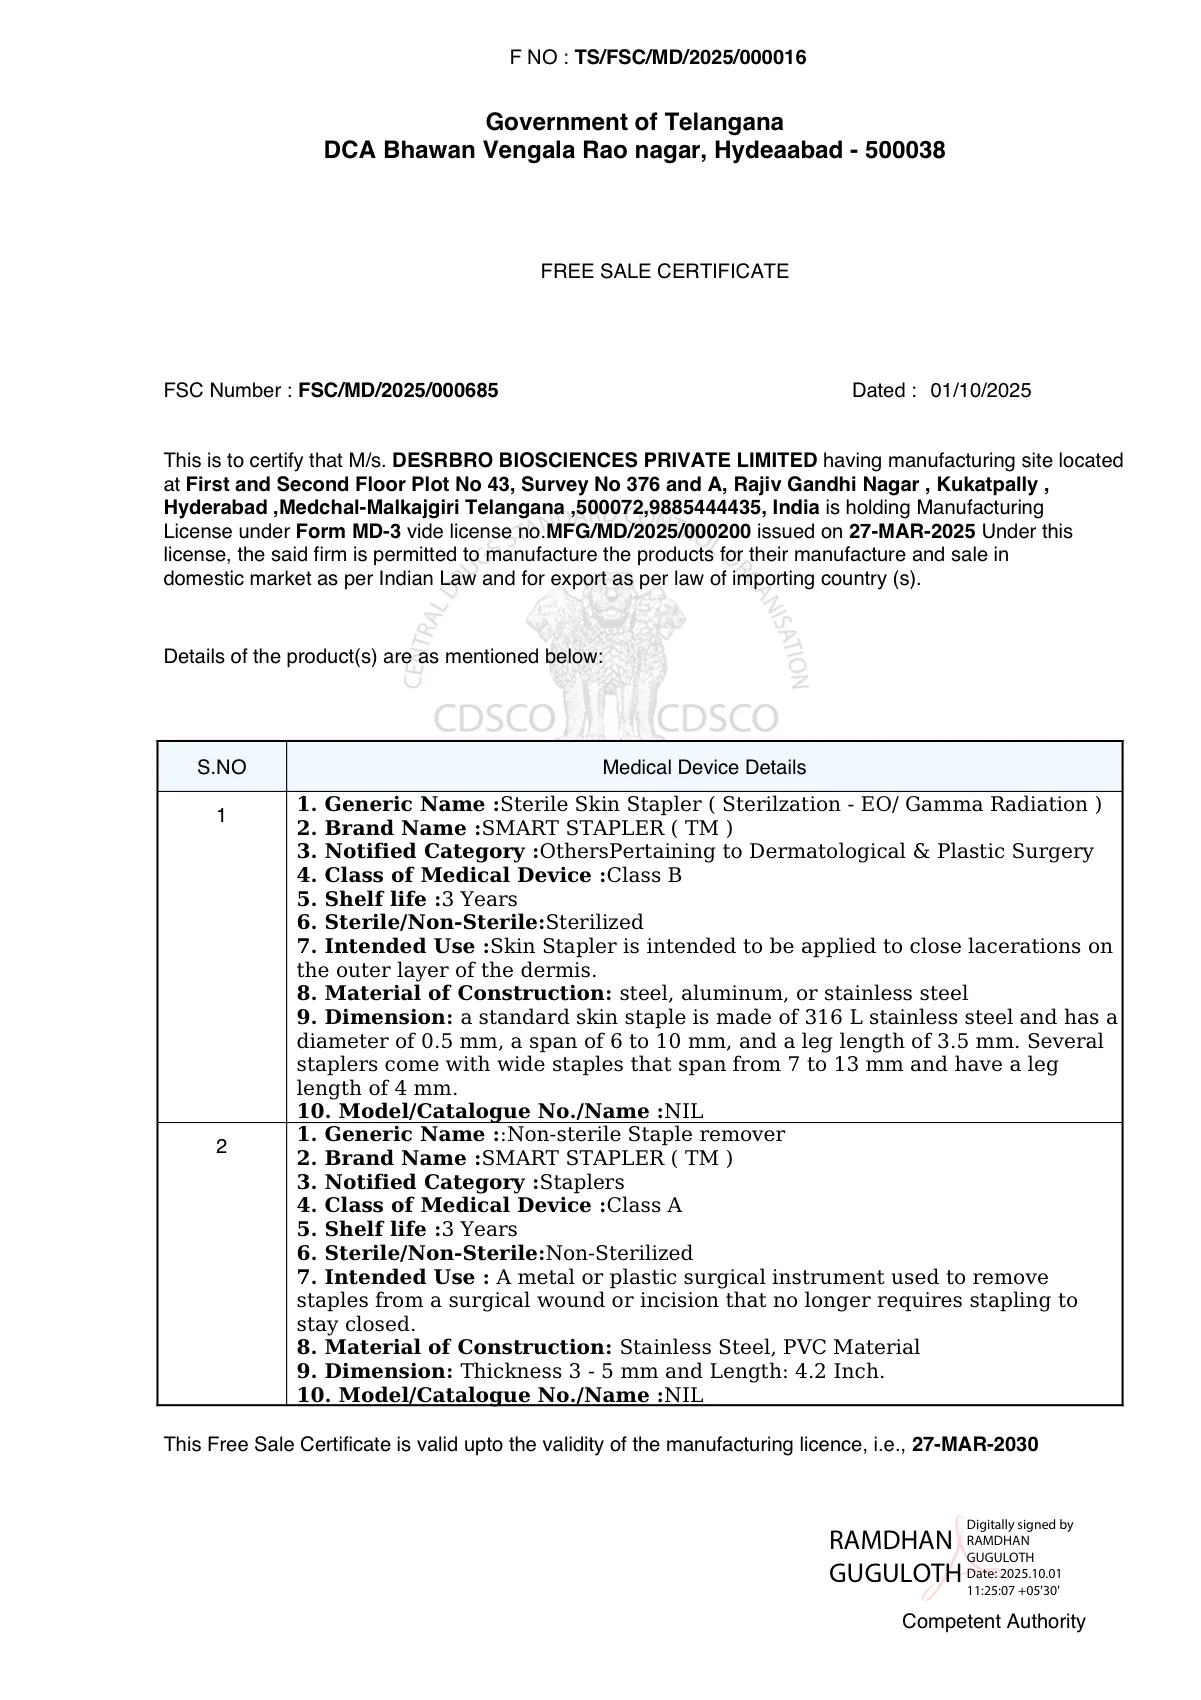 F NO : TS/FSC/MD/2025/000016
Government of Telangana
DCA Bhawan Vengala Rao nagar, Hydeaabad - 500038
FREE SALE CERTIFICATE
FSC Number : FSC/MD/2025/000685 Dated : 01/10/2025
This is to certify that M/s. DESRBRO BIOSCIENCES PRIVATE LIMITED having manufacturing site located
at First and Second Floor Plot No 43, Survey No 376 and A, Rajiv Gandhi Nagar , Kukatpally ,
Hyderabad ,Medchal-Malkajgiri Telangana ,500072,9885444435, India is holding Manufacturing
License under Form MD-3 vide license no.MFG/MD/2025/000200 issued on 27-MAR-2025 Under this
license, the said firm is permitted to manufacture the products for their manufacture and sale in
domestic market as per Indian Law and for export as per law of importing country (s).
CENTRAL DRUGS STANDARD CONTROL ORGANISATION
Details of the product(s) are as mentioned below:
CDSCO CDSCO
S.NO Medical Device Details
1
1. Generic Name :Sterile Skin Stapler ( Sterilzation - EO/ Gamma Radiation )
2. Brand Name :SMART STAPLER ( TM )
3. Notified Category :OthersPertaining to Dermatological & Plastic Surgery
4. Class of Medical Device :Class B
5. Shelf life :3 Years
6. Sterile/Non-Sterile:Sterilized
7. Intended Use :Skin Stapler is intended to be applied to close lacerations on
the outer layer of the dermis.
8. Material of Construction: steel, aluminum, or stainless steel
9. Dimension: a standard skin staple is made of 316 L stainless steel and has a
diameter of 0.5 mm, a span of 6 to 10 mm, and a leg length of 3.5 mm. Several
staplers come with wide staples that span from 7 to 13 mm and have a leg
length of 4 mm.
10. Model/Catalogue No./Name :NIL
2
1. Generic Name ::Non-sterile Staple remover
2. Brand Name :SMART STAPLER ( TM )
3. Notified Category :Staplers
4. Class of Medical Device :Class A
5. Shelf life :3 Years
6. Sterile/Non-Sterile:Non-Sterilized
7. Intended Use : A metal or plastic surgical instrument used to remove
staples from a surgical wound or incision that no longer requires stapling to
stay closed.
8. Material of Construction: Stainless Steel, PVC Material
9. Dimension: Thickness 3 - 5 mm and Length: 4.2 Inch.
10. Model/Catalogue No./Name :NIL
This Free Sale Certificate is valid upto the validity of the manufacturing licence, i.e., 27-MAR-2030
RAMDHAN
GUGULOTH
Digitally signed by
RAMDHAN
GUGULOTH
Date: 2025.10.01
11:25:07 +05'30'
Competent Authority